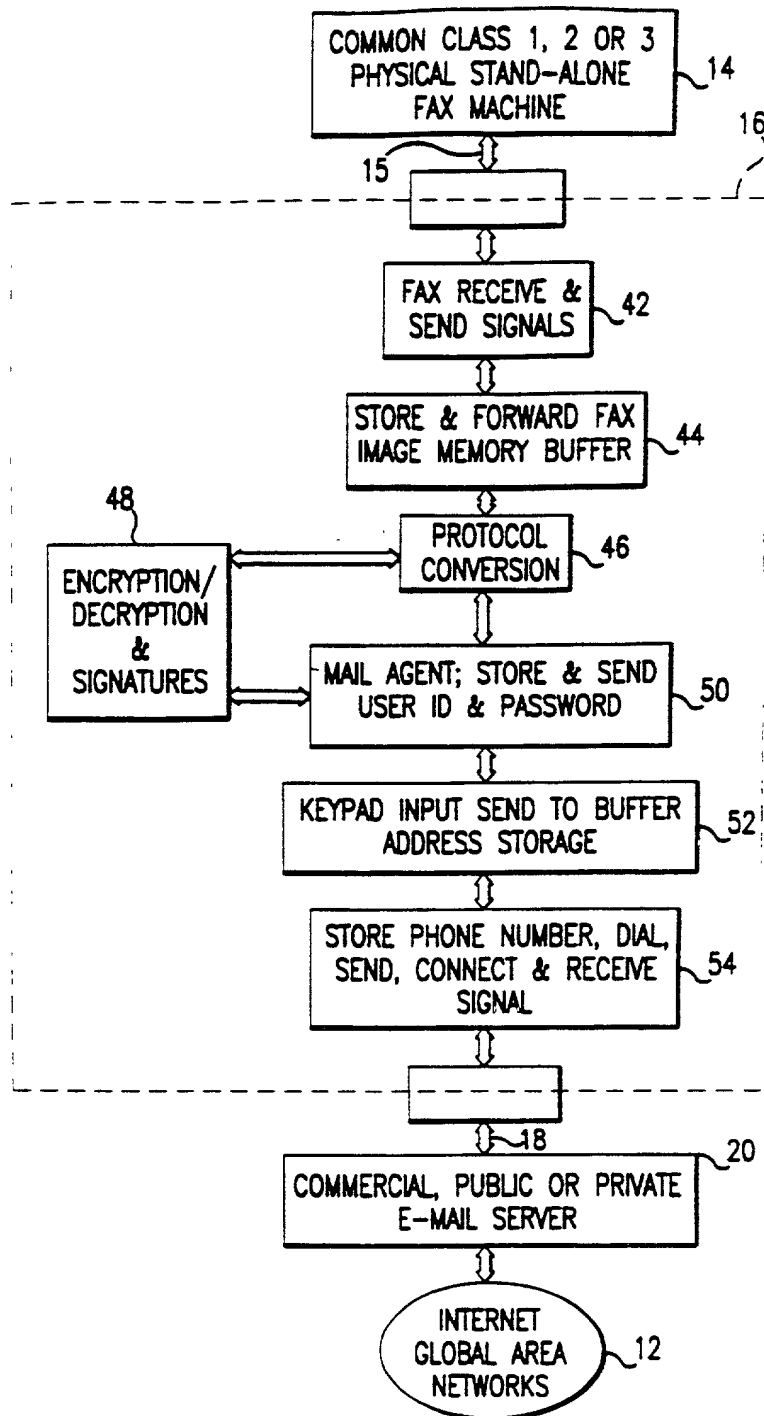 COMMON CLASS 1, 2 OR 3
PHYSICAL STAND-ALONE
FAX MACHINE
14
15
16
FAX RECEIVE &
SEND SIGNALS
42
STORE & FORWARD FAX
IMAGE MEMORY BUFFER
44
48
ENCRYPTION/
DECRYPTION
&
SIGNATURES
PROTOCOL
CONVERSION
46
MAIL AGENT; STORE & SEND
USER ID & PASSWORD
50
KEYPAD INPUT SEND TO BUFFER
ADDRESS STORAGE
52
STORE PHONE NUMBER, DIAL,
SEND, CONNECT & RECEIVE
SIGNAL
54
18
20
COMMERCIAL, PUBLIC OR PRIVATE
E-MAIL SERVER
INTERNET
GLOBAL AREA
NETWORKS
12